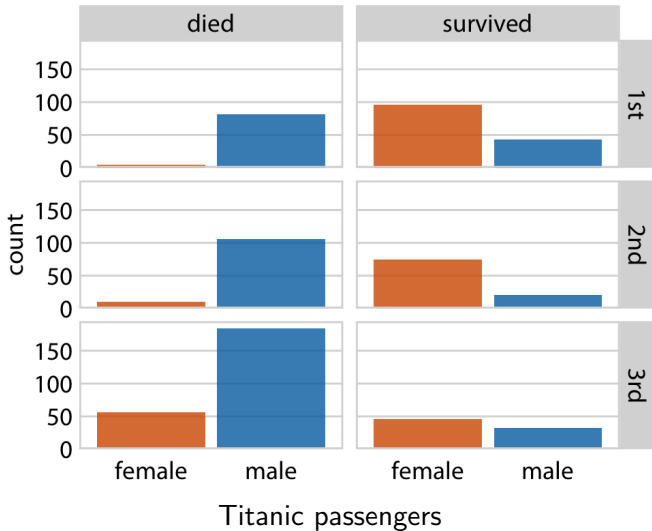 died
survived
150
100
50
0
1st
150
100
50
0
2nd
count
150
100
50
0
3rd
female
male
female
male
Titanic passengers